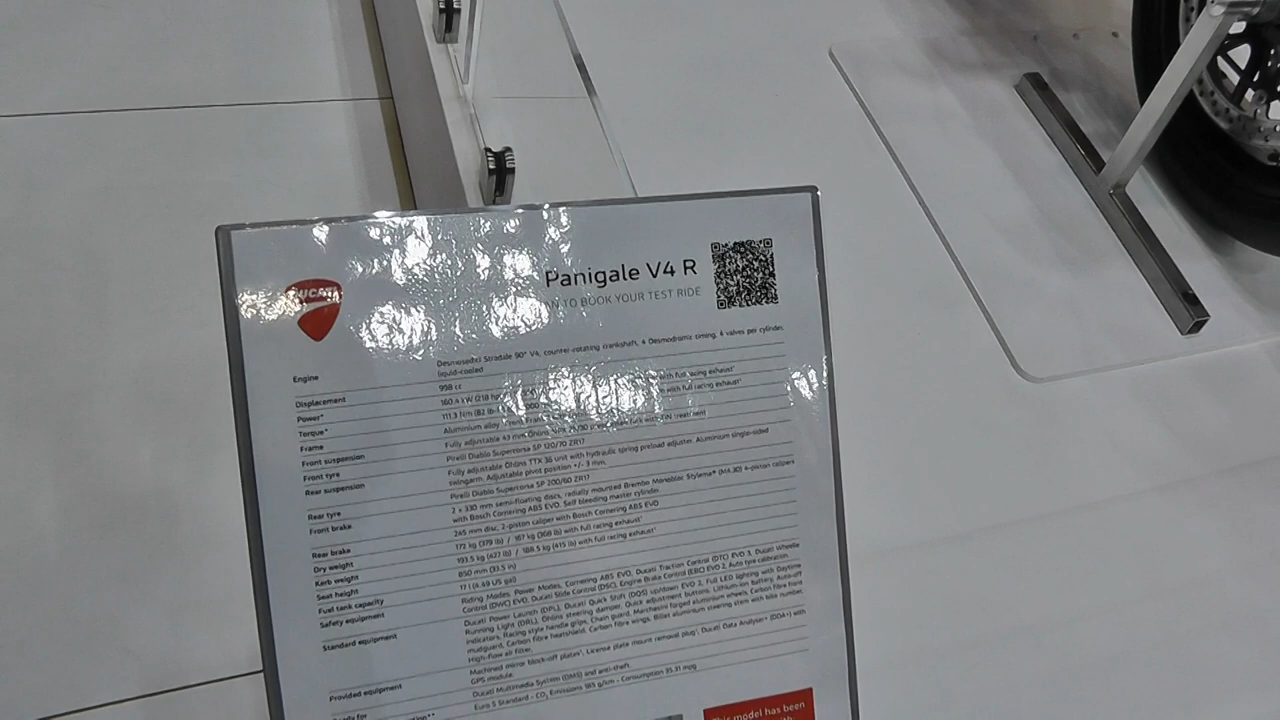 DUCATI
Panigale V4 R
TO BOOK YOUR TEST RIDE
Engine
Desmosedici Stradale 90° V4, counter-rotating crankshaft, 4 Desmodromic timing, 4 valves per cylinder,
liquid-cooled
Displacement
998 cc
Power*
160.4 kW (218 hp with full racing exhaust¹
Torque*
111.3 Nm (82 lb with full racing exhaust¹
Frame
Aluminium alloy
Front suspension
Fully adjustable 43 mm Öhlins fork with TiN treatment
Front tyre
Pirelli Diablo Supercorsa SP 120/70 ZR17
Rear suspension
Fully adjustable Öhlins TTX 36 unit with hydraulic spring preload adjuster. Aluminium single-sided
swingarm. Adjustable pivot position +/- 3 mm.
Rear tyre
Pirelli Diablo Supercorsa SP 200/60 ZR17
Front brake
2 x 330 mm semi-floating discs, radially mounted Brembo Monobloc Stylema® (M4.30) 4-piston calipers
with Bosch Cornering ABS EVO. Self bleeding master cylinder.
Rear brake
245 mm disc, 2-piston caliper with Bosch Cornering ABS EVO
Dry weight
172 kg (379 lb) / 167 kg (368 lb) with full racing exhaust¹
Kerb weight
193.5 kg (427 lb) / 188.5 kg (415 lb) with full racing exhaust¹
Seat height
850 mm (33.5 in)
Fuel tank capacity
17 l (4.49 US gal)
Safety equipment
Riding Modes, Power Modes, Cornering ABS EVO, Ducati Traction Control (DTC) EVO 3, Ducati Wheelie
Control (DWC) EVO, Ducati Slide Control (DSC), Engine Brake Control (EBC) EVO 2, Auto tyre calibration.
Standard equipment
Ducati Power Launch (DPL), Ducati Quick Shift (DQS) up/down EVO 2, Full LED lighting with Daytime
Running Light (DRL), Öhlins steering damper, Quick adjustment buttons, Lithium-ion battery, Auto-off
indicators, Racing style handle grips, Chain guard, Marchesini forged aluminium wheels, Carbon fibre front
mudguard, Carbon fibre heatshield, Carbon fibre wings, Billet aluminium steering stem with bike number,
High-flow air filter.
Provided equipment
Machined mirror block-off plates¹, License plate mount removal plug¹, Ducati Data Analyser+ (DDA+) with
GPS module.
Ready for
Ducati Multimedia System (DMS) and anti-theft.
Euro 5 Standard - CO₂ Emissions 185 g/km - Consumption 35.31 mpg
This model has been
with